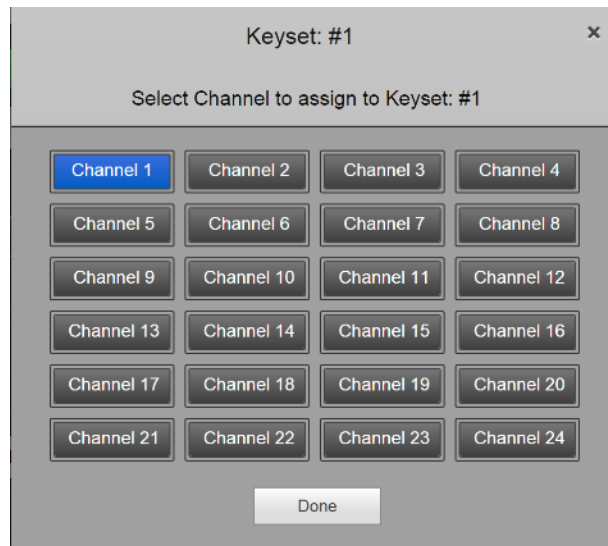 Keyset: #1 ×
Select Channel to assign to Keyset: #1
Channel 1 Channel 2 Channel 3 Channel 4
Channel 5 Channel 6 Channel 7 Channel 8
Channel 9 Channel 10 Channel 11 Channel 12
Channel 13 Channel 14 Channel 15 Channel 16
Channel 17 Channel 18 Channel 19 Channel 20
Channel 21 Channel 22 Channel 23 Channel 24
Done